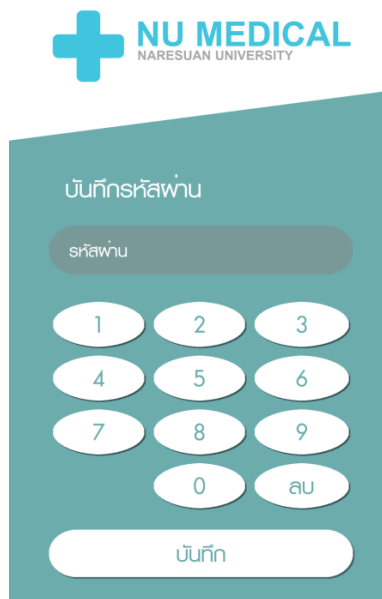 NU MEDICAL
NARESUAN UNIVERSITY
บันทึกรหัสผ่าน
รหัสผ่าน
1 2 3
4 5 6
7 8 9
0 ลบ
บันทึก